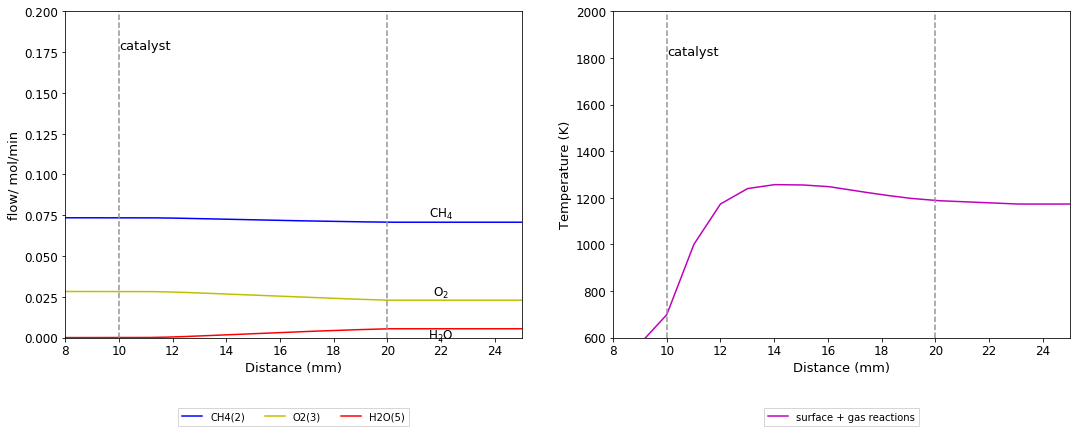 0.200
0.175
0.150
0.125
0.100
0.075
0.050
0.025
0.000
flow/ mol/min
catalyst
CH₄
O₂
H₂O
8 10 12 14 16 18 20 22 24
Distance (mm)
CH4(2) O2(3) H2O(5)
2000
1800
1600
1400
1200
1000
800
600
Temperature (K)
catalyst
8 10 12 14 16 18 20 22 24
Distance (mm)
surface + gas reactions